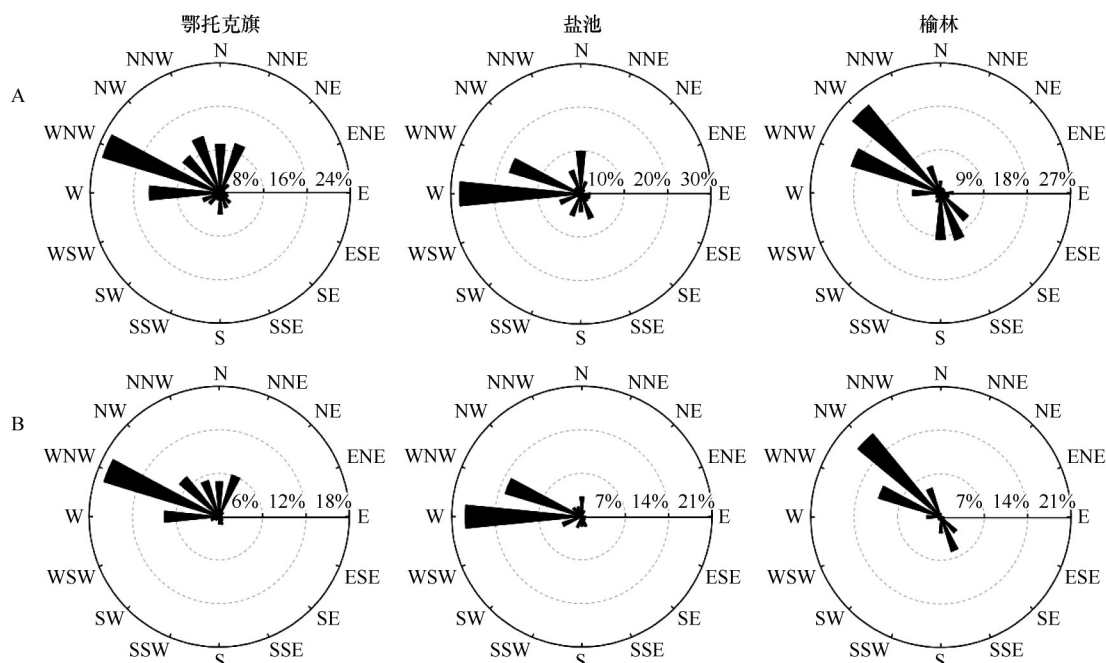 鄂托克旗 盐池 榆林
A
N NNE NE ENE E ESE SE SSE S SSW SW WSW W WNW NW NNW
8% 16% 24%
N NNE NE ENE E ESE SE SSE S SSW SW WSW W WNW NW NNW
10% 20% 30%
N NNE NE ENE E ESE SE SSE S SSW SW WSW W WNW NW NNW
9% 18% 27%
B
N NNE NE ENE E ESE SE SSE S SSW SW WSW W WNW NW NNW
6% 12% 18%
N NNE NE ENE E ESE SE SSE S SSW SW WSW W WNW NW NNW
7% 14% 21%
N NNE NE ENE E ESE SE SSE S SSW SW WSW W WNW NW NNW
7% 14% 21%